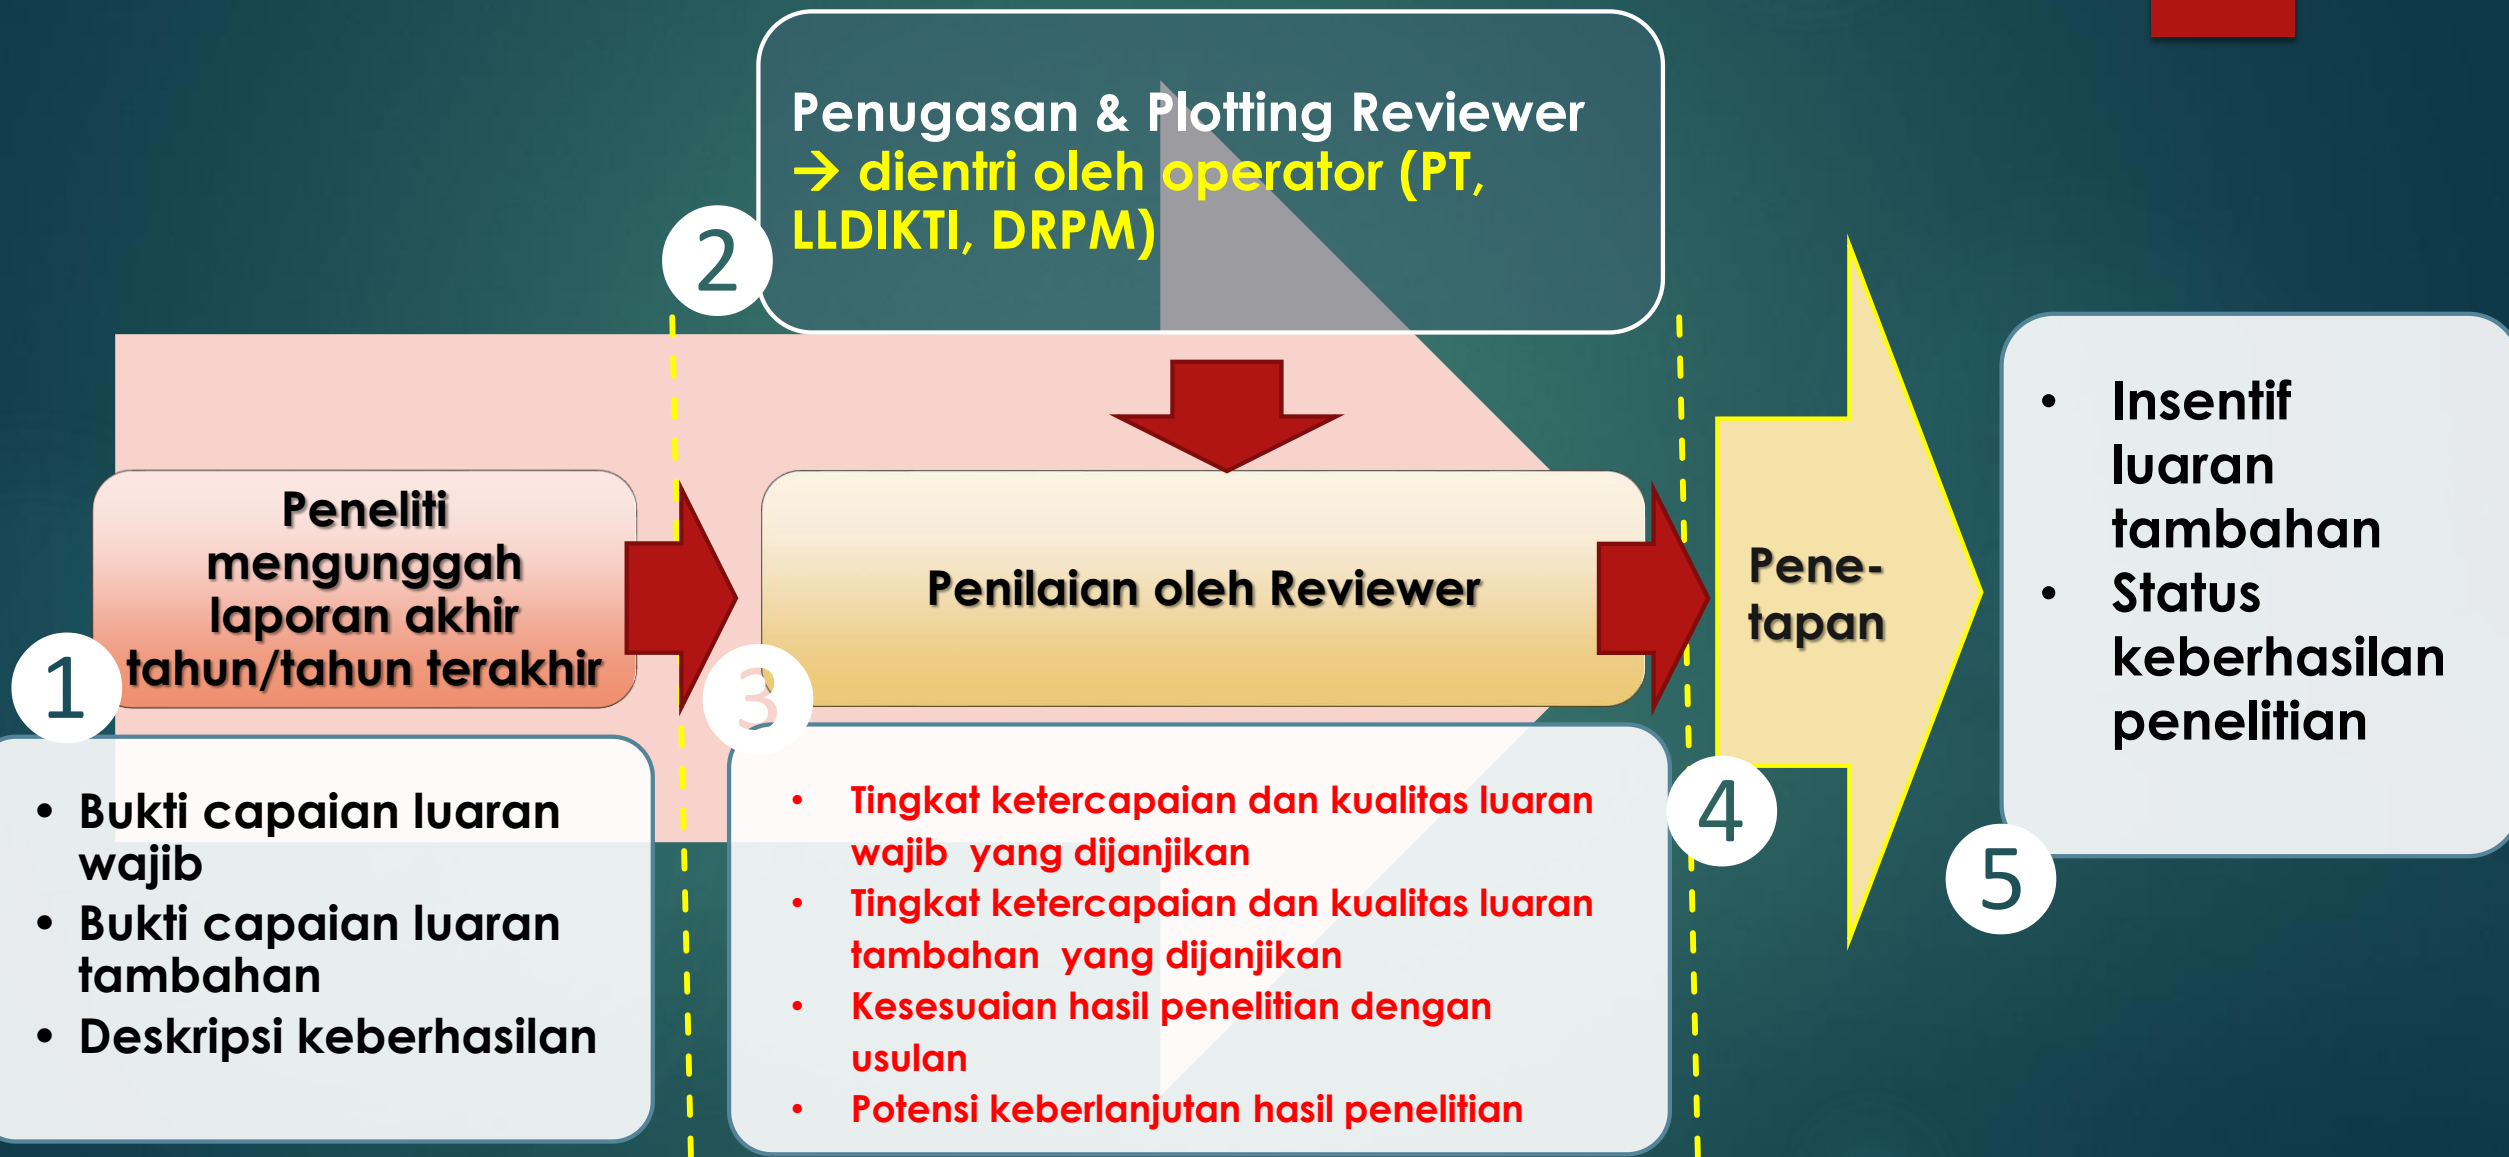 Penugasan & Plotting Reviewer
→ dientri oleh operator (PT,
LLDIKTI, DRPM)
2
Peneliti
mengunggah
laporan akhir
tahun/tahun terakhir
1
• Bukti capaian luaran
wajib
• Bukti capaian luaran
tambahan
• Deskripsi keberhasilan
Penilaian oleh Reviewer
3
• Tingkat ketercapaian dan kualitas luaran
wajib yang dijanjikan
• Tingkat ketercapaian dan kualitas luaran
tambahan yang dijanjikan
• Kesesuaian hasil penelitian dengan
usulan
• Potensi keberlanjutan hasil penelitian
Pene-
tapan
4
• Insentif
luaran
tambahan
• Status
keberhasilan
penelitian
5